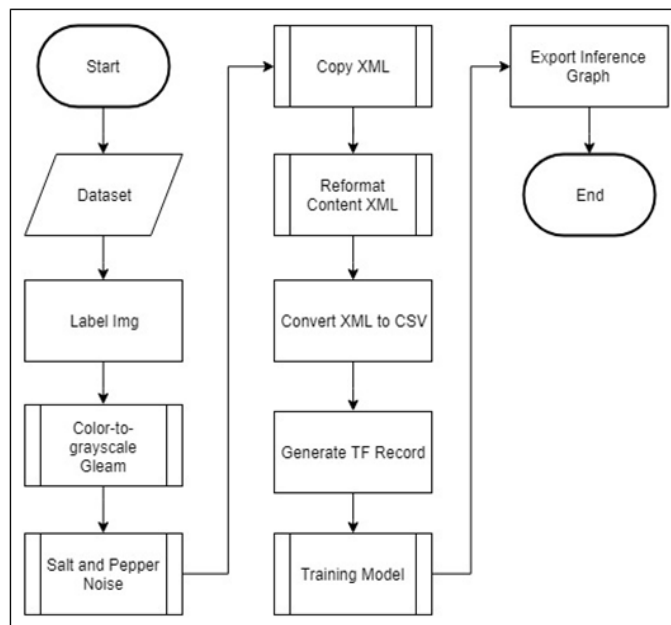 Start
Dataset
Label Img
Color-to-
grayscale
Gleam
Salt and Pepper
Noise
Copy XML
Reformat
Content XML
Convert XML to CSV
Generate TF Record
Training Model
Export Inference
Graph
End